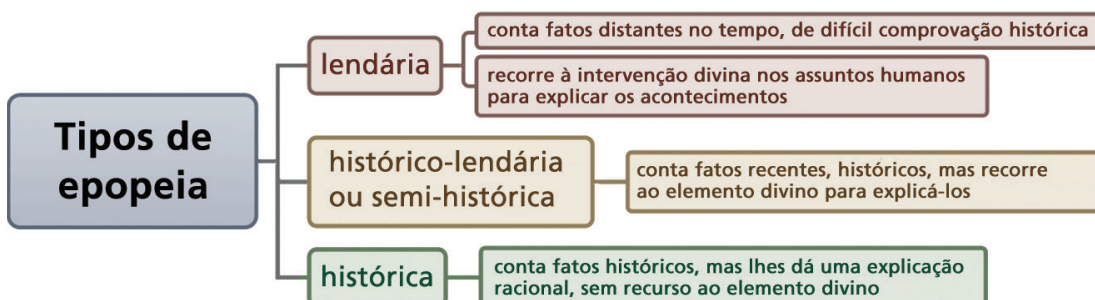 Tipos de
epopeia
lendária
conta fatos distantes no tempo, de difícil comprovação histórica
recorre à intervenção divina nos assuntos humanos
para explicar os acontecimentos
histórico-lendária
ou semi-histórica
conta fatos recentes, históricos, mas recorre
ao elemento divino para explicá-los
histórica
conta fatos históricos, mas lhes dá uma explicação
racional, sem recurso ao elemento divino